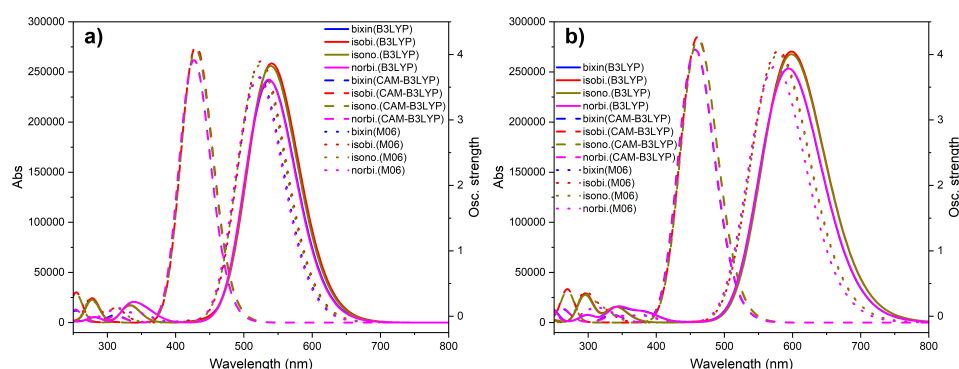 a)
Abs
300000
250000
200000
150000
100000
50000
0
bixin(B3LYP)
isobi.(B3LYP)
isono.(B3LYP)
norbi.(B3LYP)
bixin(CAM-B3LYP)
isobi.(CAM-B3LYP)
isono.(CAM-B3LYP)
norbi.(CAM-B3LYP)
bixin(M06)
isobi.(M06)
isono.(M06)
norbi.(M06)
4
3
2
1
0
Osc. strength
300 400 500 600 700 800
Wavelength (nm)
b)
Abs
300000
250000
200000
150000
100000
50000
0
bixin(B3LYP)
isobi.(B3LYP)
isono.(B3LYP)
norbi.(B3LYP)
bixin(CAM-B3LYP)
isobi.(CAM-B3LYP)
isono.(CAM-B3LYP)
norbi.(CAM-B3LYP)
bixin(M06)
isobi.(M06)
isono.(M06)
norbi.(M06)
4
3
2
1
0
Osc. strength
300 400 500 600 700 800
Wavelength (nm)